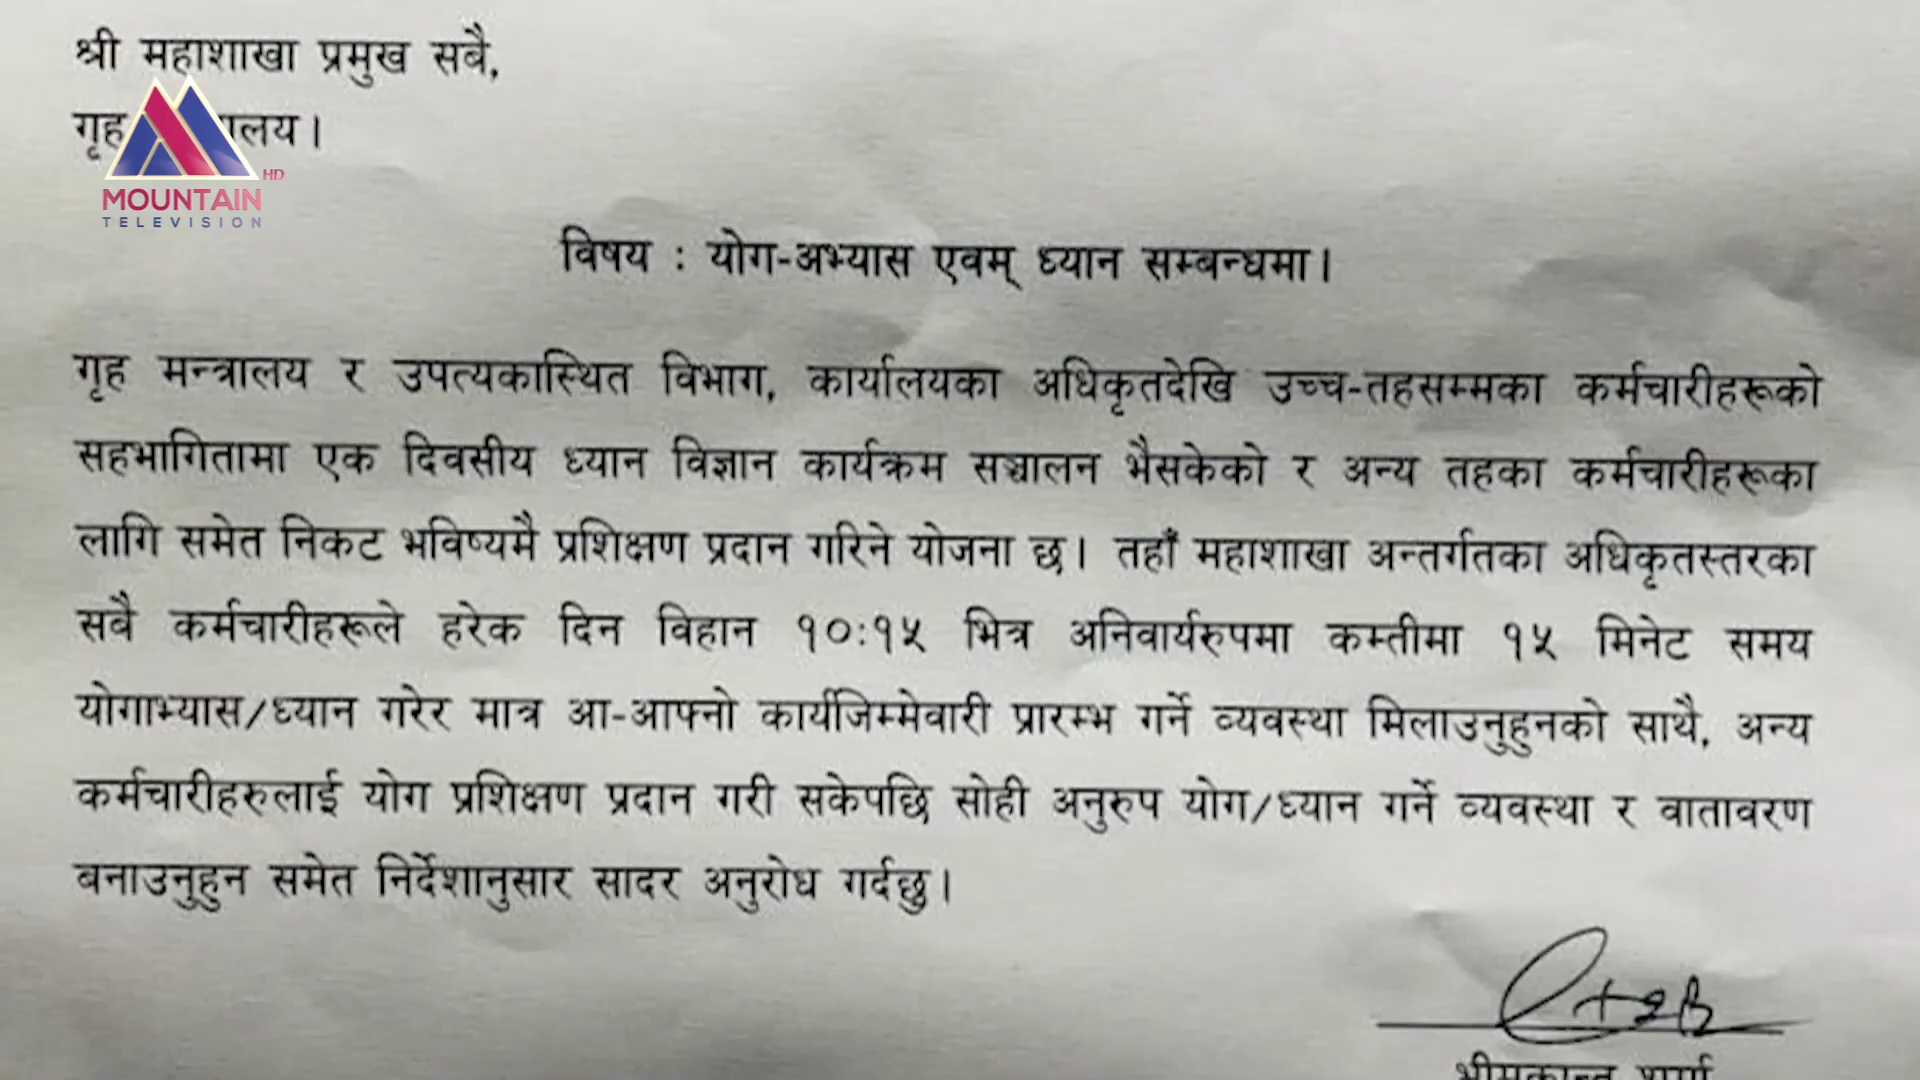 श्री महाशाखा प्रमुख सबै,
गृह
MOUNTAIN HD
TELEVISION
विषय : योग-अभ्यास एवम् ध्यान सम्बन्धमा।
गृह मन्त्रालय र उपत्यकास्थित विभाग, कार्यालयका अधिकृतदेखि उच्च-तहसम्मका कर्मचारीहरूको
सहभागितामा एक दिवसीय ध्यान विज्ञान कार्यक्रम सञ्चालन भैसकेको र अन्य तहका कर्मचारीहरूका
लागि समेत निकट भविष्यमै प्रशिक्षण प्रदान गरिने योजना छ। तहाँ महाशाखा अन्तर्गतका अधिकृतस्तरका
सबै कर्मचारीहरूले हरेक दिन विहान १०:१५ भित्र अनिवार्यरुपमा कम्तीमा १५ मिनेट समय
योगाभ्यास/ध्यान गरेर मात्र आ-आफ्नो कार्यजिम्मेवारी प्रारम्भ गर्ने व्यवस्था मिलाउनुहुनको साथै, अन्य
कर्मचारीहरुलाई योग प्रशिक्षण प्रदान गरी सकेपछि सोही अनुरुप योग/ध्यान गर्ने व्यवस्था र वातावरण
बनाउनुहुन समेत निर्देशानुसार सादर अनुरोध गर्दछु।